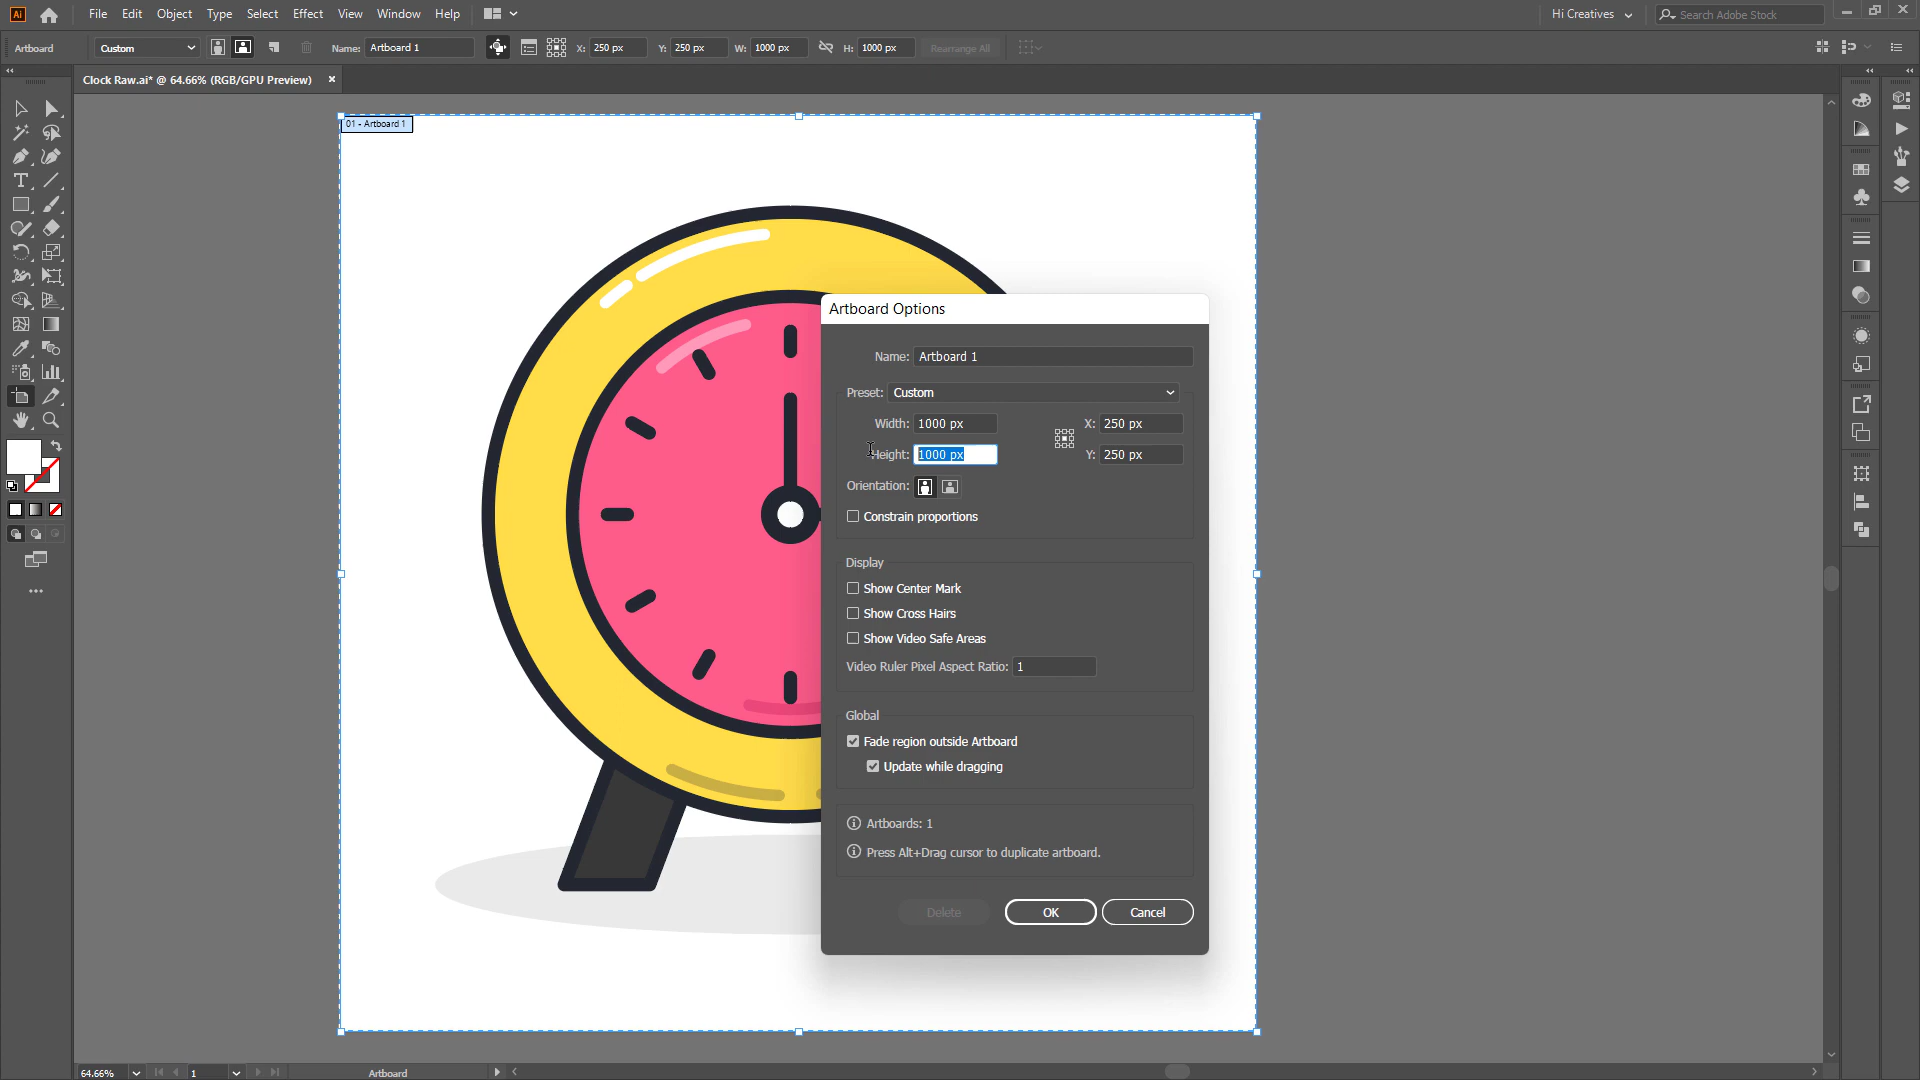 Ai File Edit Object Type Select Effect View Window Help Hi Creatives Search Adobe Stock
Artboard Custom Name: Artboard 1 X: 250 px Y: 250 px W: 1000 px H: 1000 px Rearrange All
Clock Raw.ai* @ 64.66% (RGB/GPU Preview) ×
01 - Artboard 1
Artboard Options
Name: Artboard 1
Preset: Custom
Width: 1000 px X: 250 px
Height: 1000 px Y: 250 px
Orientation:
Constrain proportions
Display
Show Center Mark
Show Cross Hairs
Show Video Safe Areas
Video Ruler Pixel Aspect Ratio: 1
Global
Fade region outside Artboard
Update while dragging
Artboards: 1
Press Alt+Drag cursor to duplicate artboard.
Delete OK Cancel
64.66% 1 Artboard